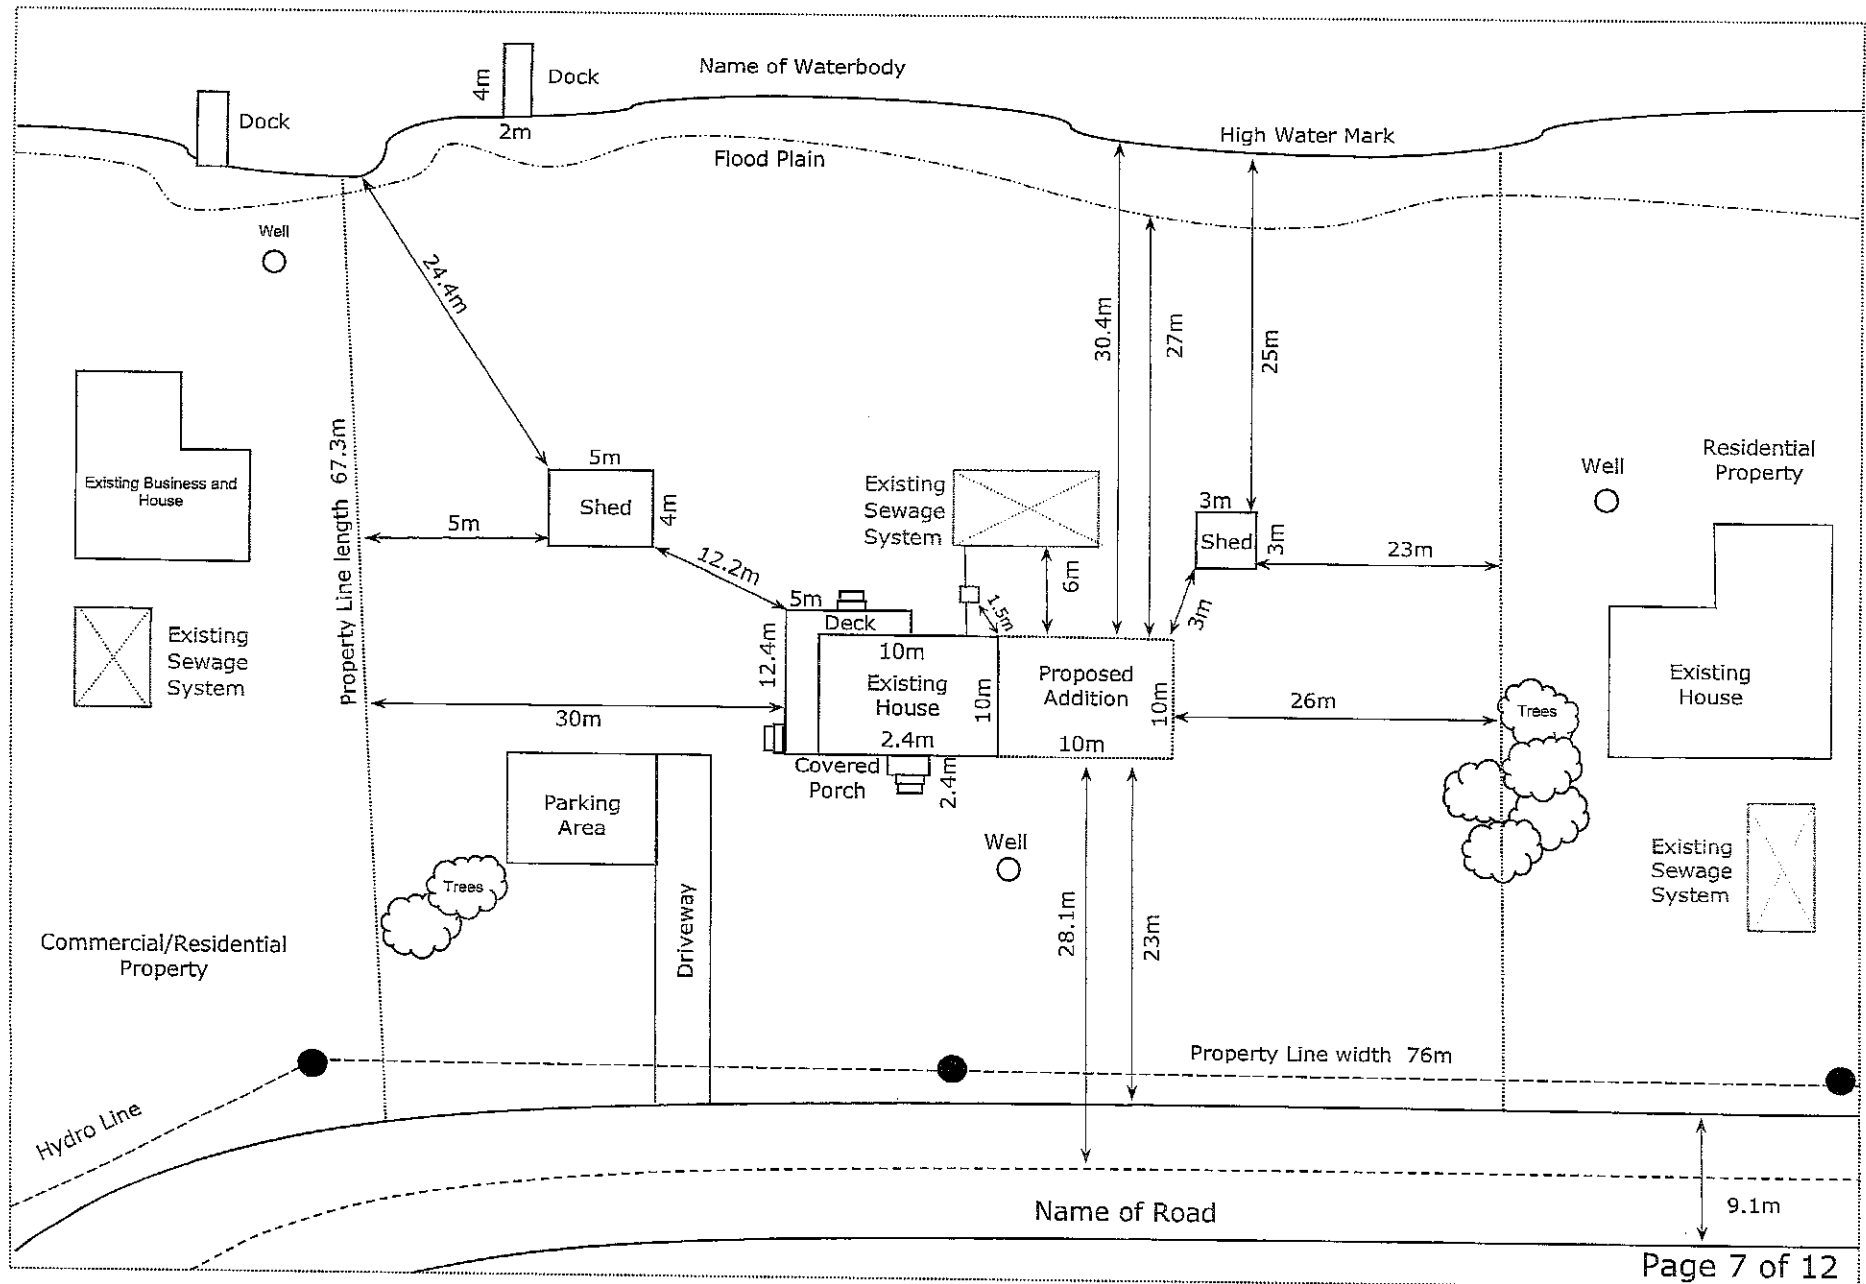 Name of Waterbody
4m
Dock
Dock
2m
High Water Mark
Flood Plain
Well
24.4m
30.4m
27m
25m
Property Line length 67.3m
Existing Business and
House
5m
Shed
4m
5m
Existing
Sewage
System
3m
Shed
3m
Well
Residential
Property
23m
12.2m
6m
1.5m
3m
5m
Deck
12.4m
Existing
Sewage
System
10m
Existing
House
10m
2.4m
Proposed
Addition
10m
10m
30m
26m
Trees
Existing
House
Covered
Porch
2.4m
Parking
Area
Well
Trees
Driveway
28.1m
23m
Existing
Sewage
System
Commercial/Residential
Property
Property Line width 76m
Hydro Line
Name of Road
9.1m
Page 7 of 12